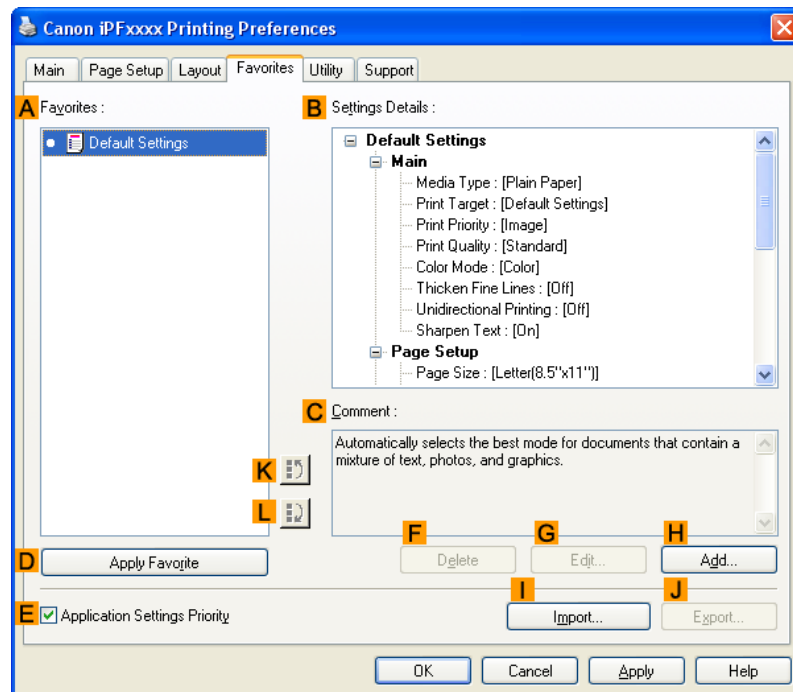 Canon iPFxxxx Printing Preferences
Main Page Setup Layout Favorites Utility Support
A Favorites :
Default Settings
B Settings Details :
Default Settings
Main
Media Type : [Plain Paper]
Print Target : [Default Settings]
Print Priority : [Image]
Print Quality : [Standard]
Color Mode : [Color]
Thicken Fine Lines : [Off]
Unidirectional Printing : [Off]
Sharpen Text : [On]
Page Setup
Page Size : [Letter(8.5"x11")]
C Comment :
Automatically selects the best mode for documents that contain a
mixture of text, photos, and graphics.
K
L
D Apply Favorite
F Delete
G Edit...
H Add...
E Application Settings Priority
I Import...
J Export...
OK Cancel Apply Help